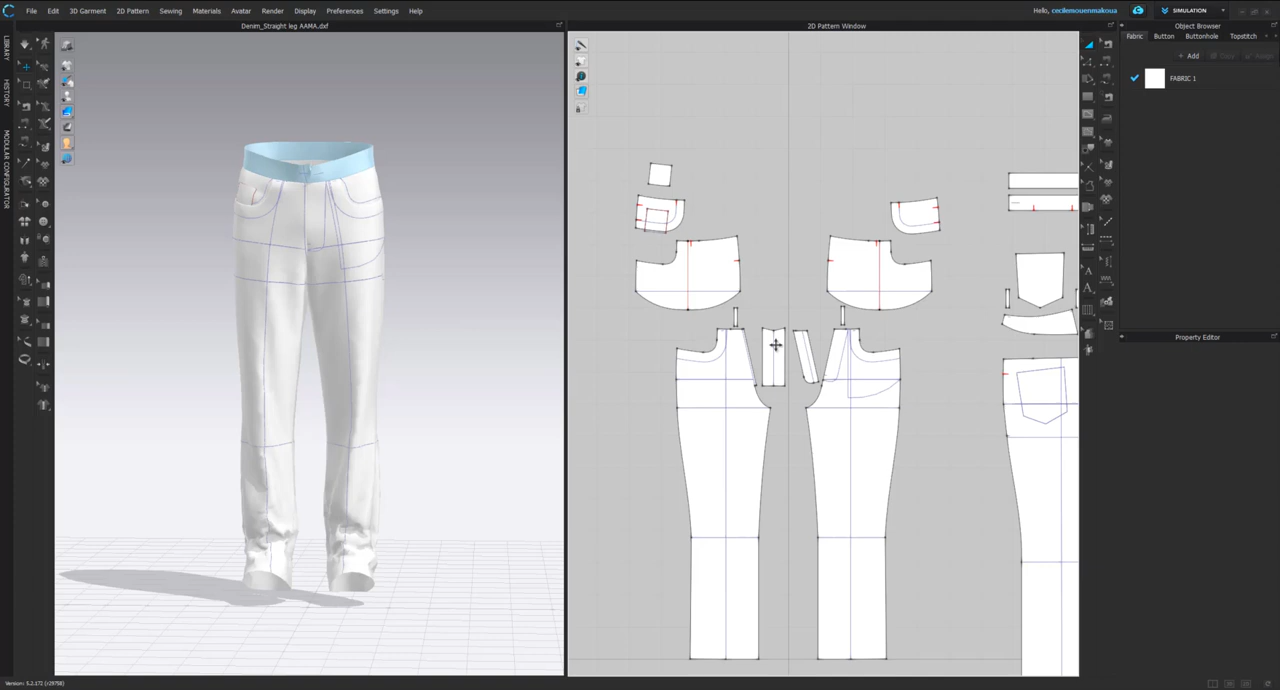 File Edit 3D Garment 2D Pattern Sewing Materials Avatar Render Display Preferences Settings Help
Hello, cecilemouenmakoua
SIMULATION
Denim_Straight leg AAMA.dxf
2D Pattern Window
Object Browser
Fabric Button Buttonhole Topstitch
+ Add Copy Assign
FABRIC 1
Property Editor
LIBRARY
HISTORY
MODULAR CONFIGURATOR
A
A